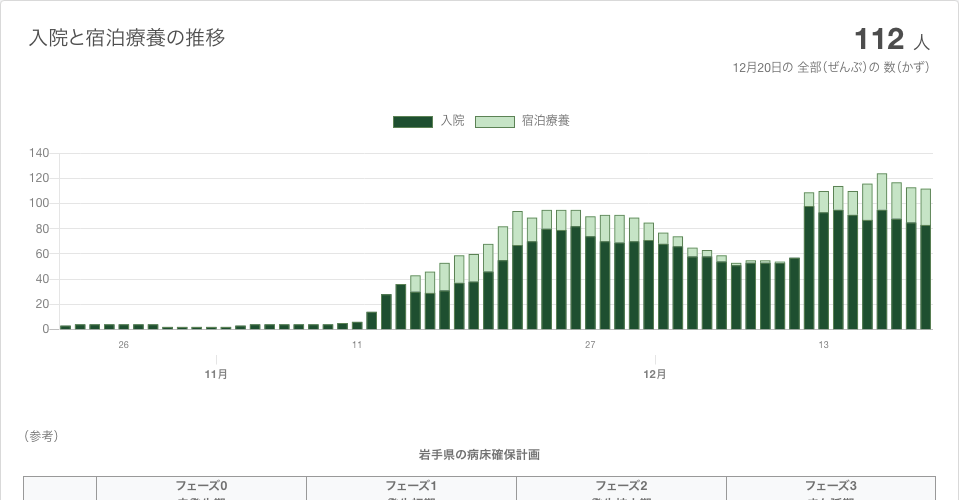 入院と宿泊療養の推移
112 人
12月20日の 全部（ぜんぶ）の 数（かず）
入院 宿泊療養
140
120
100
80
60
40
20
0
26 11 27 13
11月 12月
（参考）
岩手県の病床確保計画
フェーズ0 フェーズ1 フェーズ2 フェーズ3